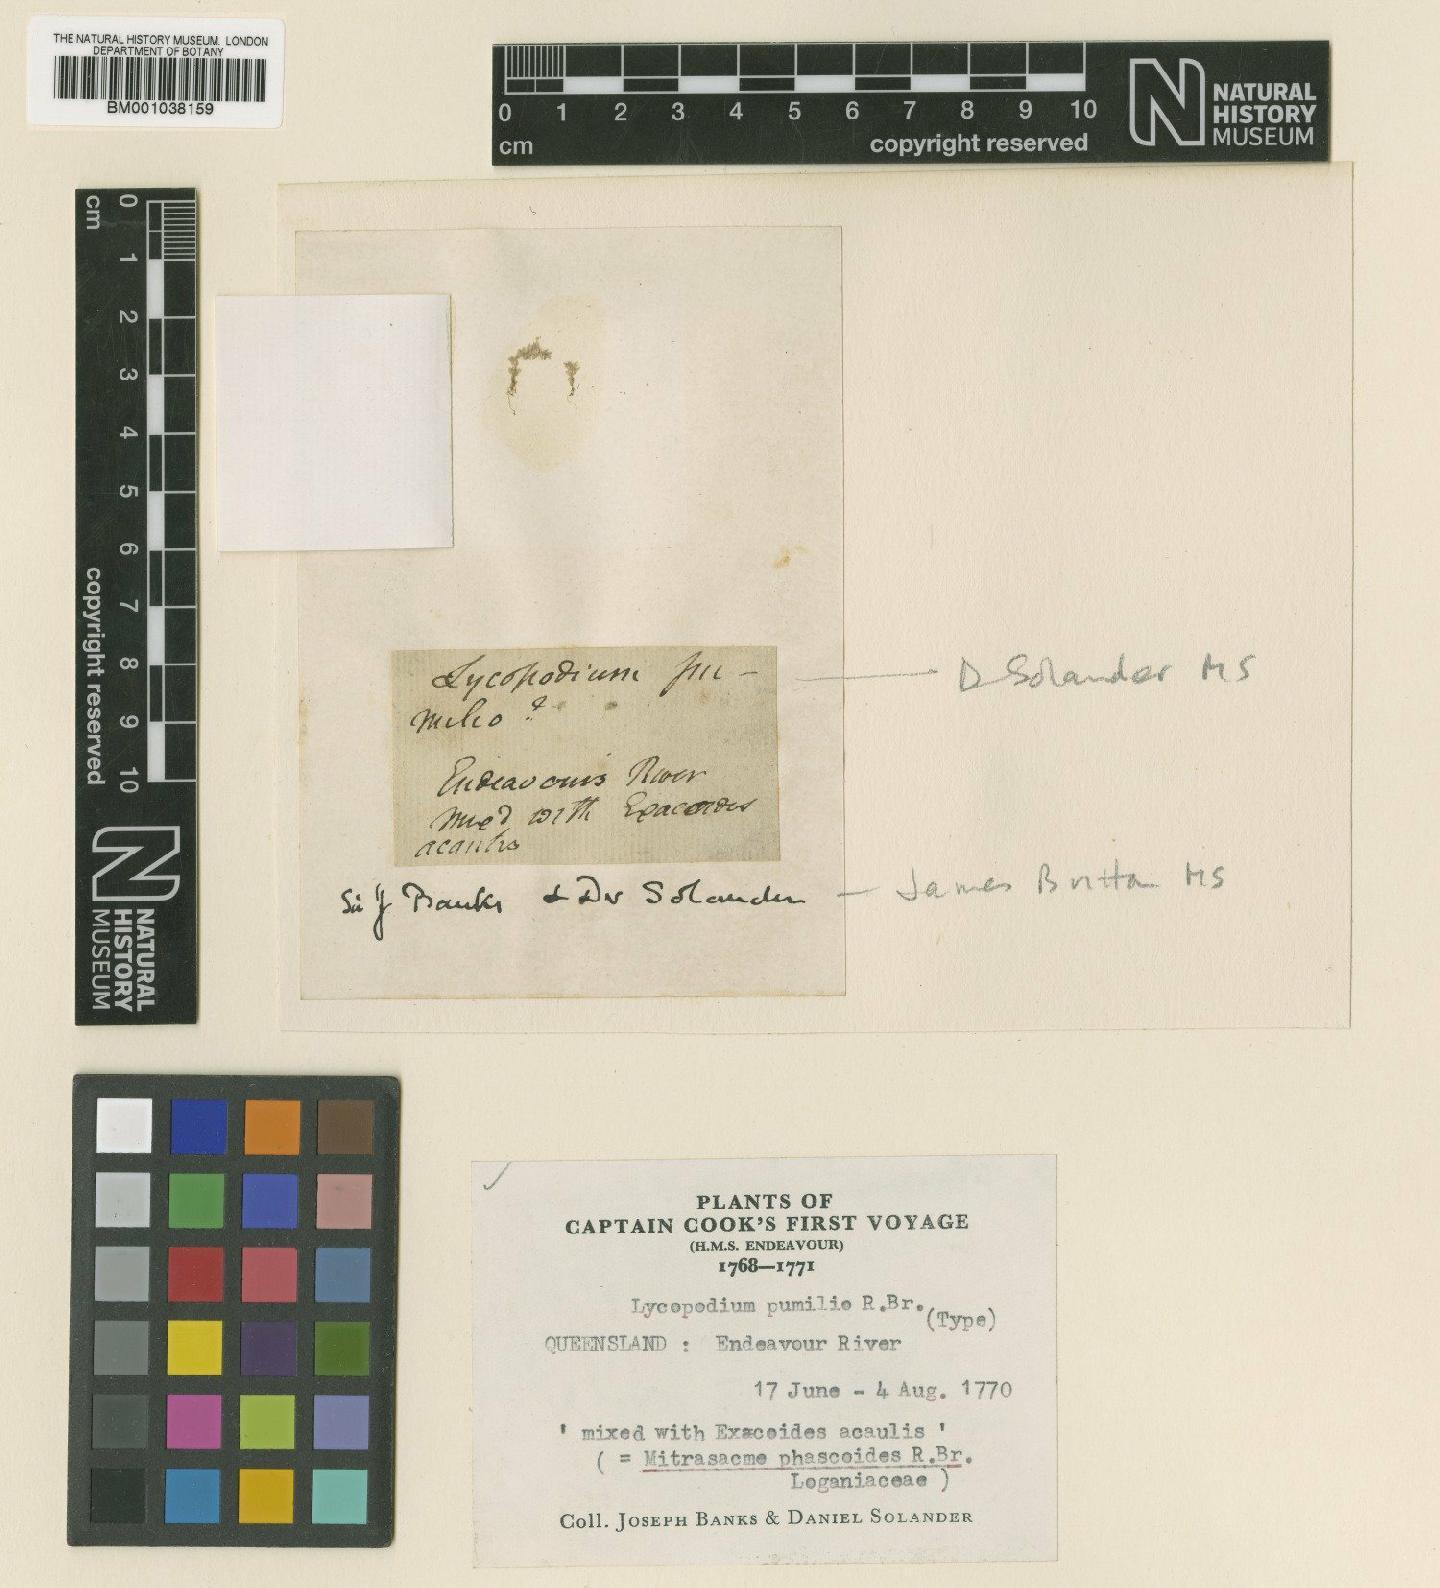 THE NATURAL HISTORY MUSEUM, LONDON
DEPARTMENT OF BOTANY
BM001038159
0 1 2 3 4 5 6 7 8 9 10
cm
copyright reserved
NATURAL
HISTORY
MUSEUM
cm
0 1 2 3 4 5 6 7 8 9 10
copyright reserved
NATURAL
HISTORY
MUSEUM
Lycopodium pu-
milio
Endeavours River
mixd with Exacoides
acaulis
D Solander MS
Sir J Banks & Dr Solander
James Britten MS
PLANTS OF
CAPTAIN COOK'S FIRST VOYAGE
(H.M.S. ENDEAVOUR)
1768—1771
Lycopodium pumilio R.Br.
(Type)
QUEENSLAND : Endeavour River
17 June - 4 Aug. 1770
' mixed with Exacoides acaulis '
( = Mitrasacme phascoides R.Br.
Loganiaceae )
Coll. JOSEPH BANKS & DANIEL SOLANDER